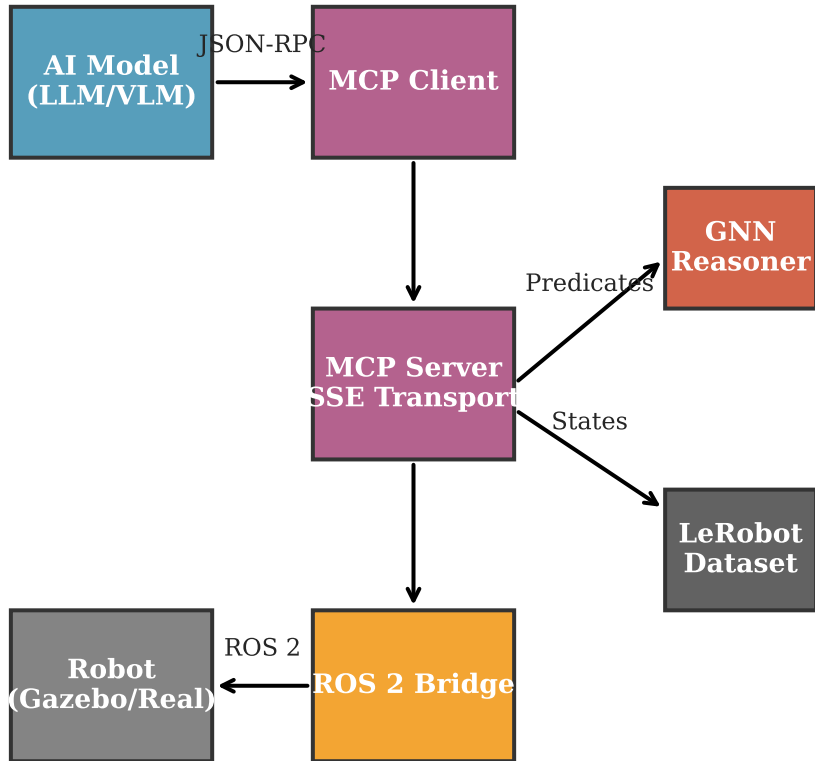 AI Model
(LLM/VLM)
JSON-RPC
MCP Client
GNN
Reasoner
Predicates
MCP Server
SSE Transport
States
LeRobot
Dataset
Robot
(Gazebo/Real)
ROS 2
ROS 2 Bridge